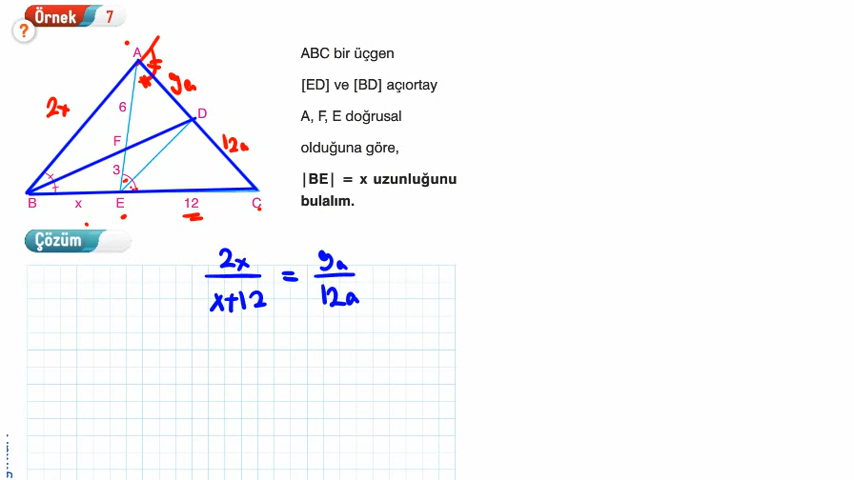 Örnek 7
?
A
2x
9a
6
D
F
12a
3
B x E 12 C
ABC bir üçgen
[ED] ve [BD] açıortay
A, F, E doğrusal
olduğuna göre,
|BE| = x uzunluğunu
bulalım.
Çözüm
2x / x+12 = 9a / 12a